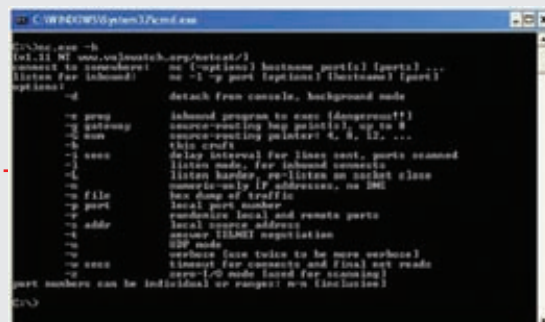 C:\WINDOWS\System32\cmd.exe
C:\>nc.exe -h
[v1.11 NT www.vulnwatch.org/netcat/]
connect to somewhere: nc [-options] hostname port[s] [ports] ...
listen for inbound: nc -l -p port [options] [hostname] [port]
options:
-d detach from console, background mode
-e prog inbound program to exec [dangerous!!]
-g gateway source-routing hop point[s], up to 8
-G num source-routing pointer: 4, 8, 12, ...
-h this cruft
-i secs delay interval for lines sent, ports scanned
-l listen mode, for inbound connects
-L listen harder, re-listen on socket close
-n numeric-only IP addresses, no DNS
-o file hex dump of traffic
-p port local port number
-r randomize local and remote ports
-s addr local source address
-t answer TELNET negotiation
-u UDP mode
-v verbose [use twice to be more verbose]
-w secs timeout for connects and final net reads
-z zero-I/O mode [used for scanning]
port numbers can be individual or ranges: m-n [inclusive]
C:\>